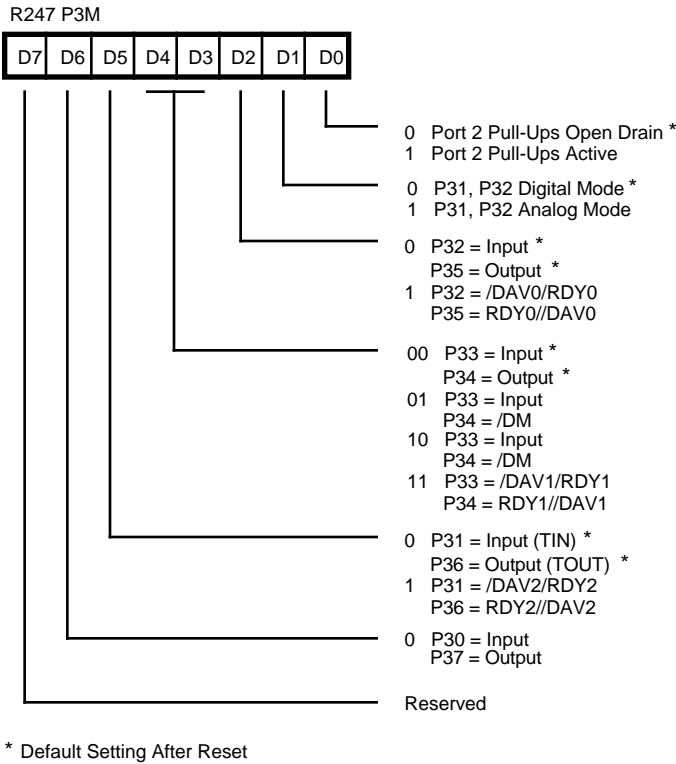 R247 P3M
D7 D6 D5 D4 D3 D2 D1 D0
0 Port 2 Pull-Ups Open Drain *
1 Port 2 Pull-Ups Active
0 P31, P32 Digital Mode *
1 P31, P32 Analog Mode
0 P32 = Input *
P35 = Output *
1 P32 = /DAV0/RDY0
P35 = RDY0//DAV0
00 P33 = Input *
P34 = Output *
01 P33 = Input
P34 = /DM
10 P33 = Input
P34 = /DM
11 P33 = /DAV1/RDY1
P34 = RDY1//DAV1
0 P31 = Input (TIN) *
P36 = Output (TOUT) *
1 P31 = /DAV2/RDY2
P36 = RDY2//DAV2
0 P30 = Input
P37 = Output
Reserved
* Default Setting After Reset